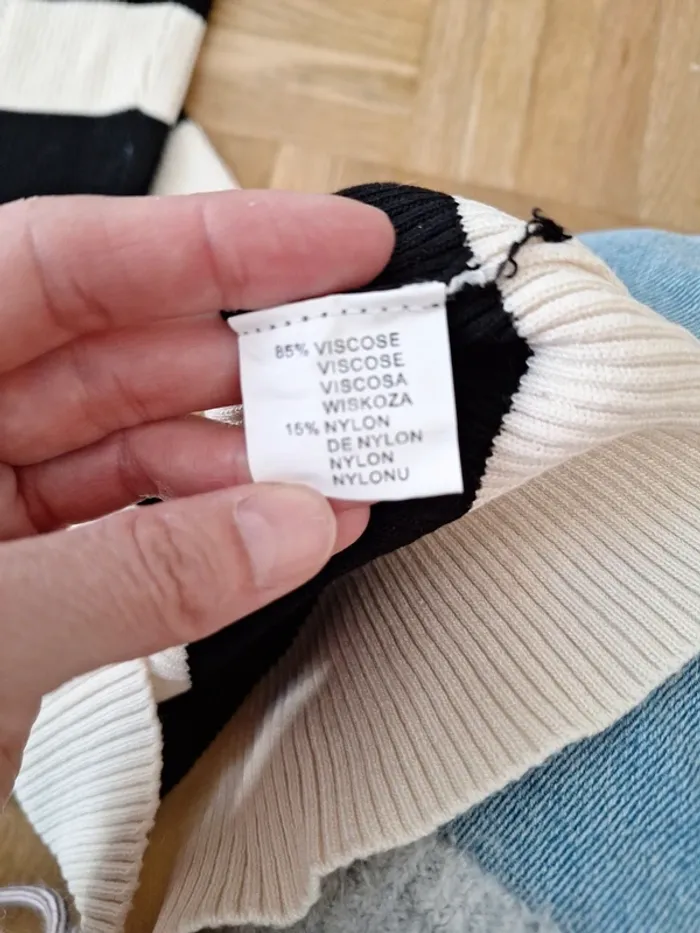 85% VISCOSE
VISCOSE
VISCOSA
WISKOZA
15% NYLON
DE NYLON
NYLON
NYLONU